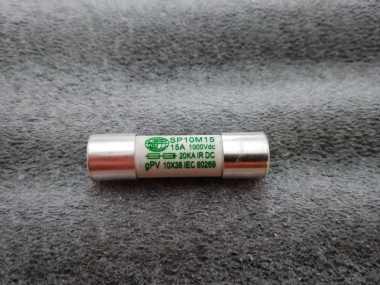 SP10M15
15A 1000Vdc
20KA IR DC
gPV 10X38 IEC 60269